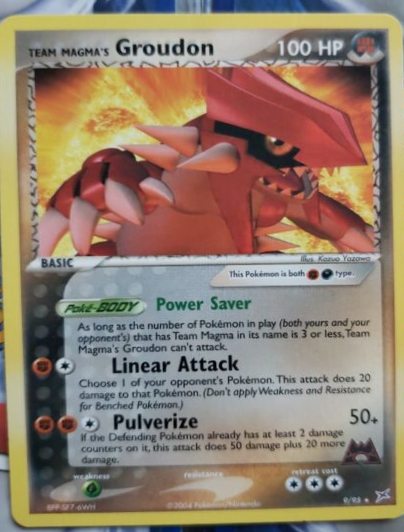 TEAM MAGMA'S Groudon 100 HP
BASIC
Illus. Kazuo Yazawa
This Pokémon is both type.
Poké-BODY Power Saver
As long as the number of Pokémon in play (both yours and your
opponent's) that has Team Magma in its name is 3 or less, Team
Magma's Groudon can't attack.
Linear Attack
Choose 1 of your opponent's Pokémon. This attack does 20
damage to that Pokémon. (Don't apply Weakness and Resistance
for Benched Pokémon.)
Pulverize 50+
If the Defending Pokémon already has at least 2 damage
counters on it, this attack does 50 damage plus 20 more
damage.
weakness resistance retreat cost
©2004 Pokémon/Nintendo 9/95